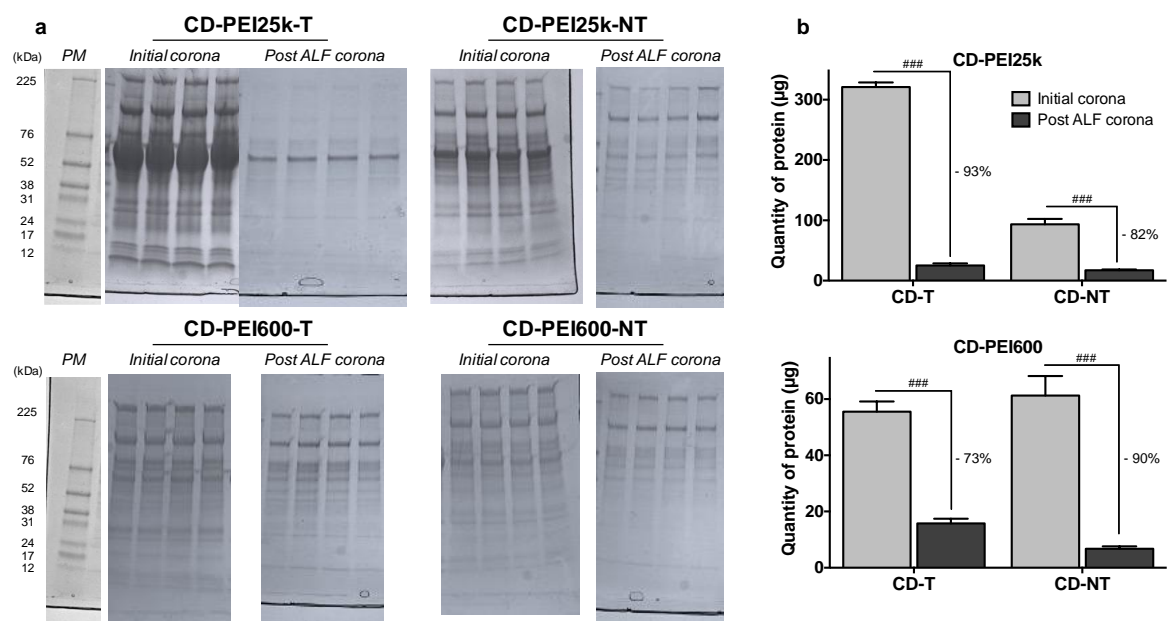 a
CD-PEI25k-T
CD-PEI25k-NT
(kDa) PM Initial corona Post ALF corona Initial corona Post ALF corona
225
76
52
38
31
24
17
12
CD-PEI600-T
CD-PEI600-NT
PM Initial corona Post ALF corona Initial corona Post ALF corona
(kDa)
225
76
52
38
31
24
17
12
b
CD-PEI25k
Quantity of protein (µg)
300
200
100
0
###
- 93%
###
- 82%
Initial corona
Post ALF corona
CD-T CD-NT
CD-PEI600
Quantity of protein (µg)
60
40
20
0
###
- 73%
###
- 90%
CD-T CD-NT